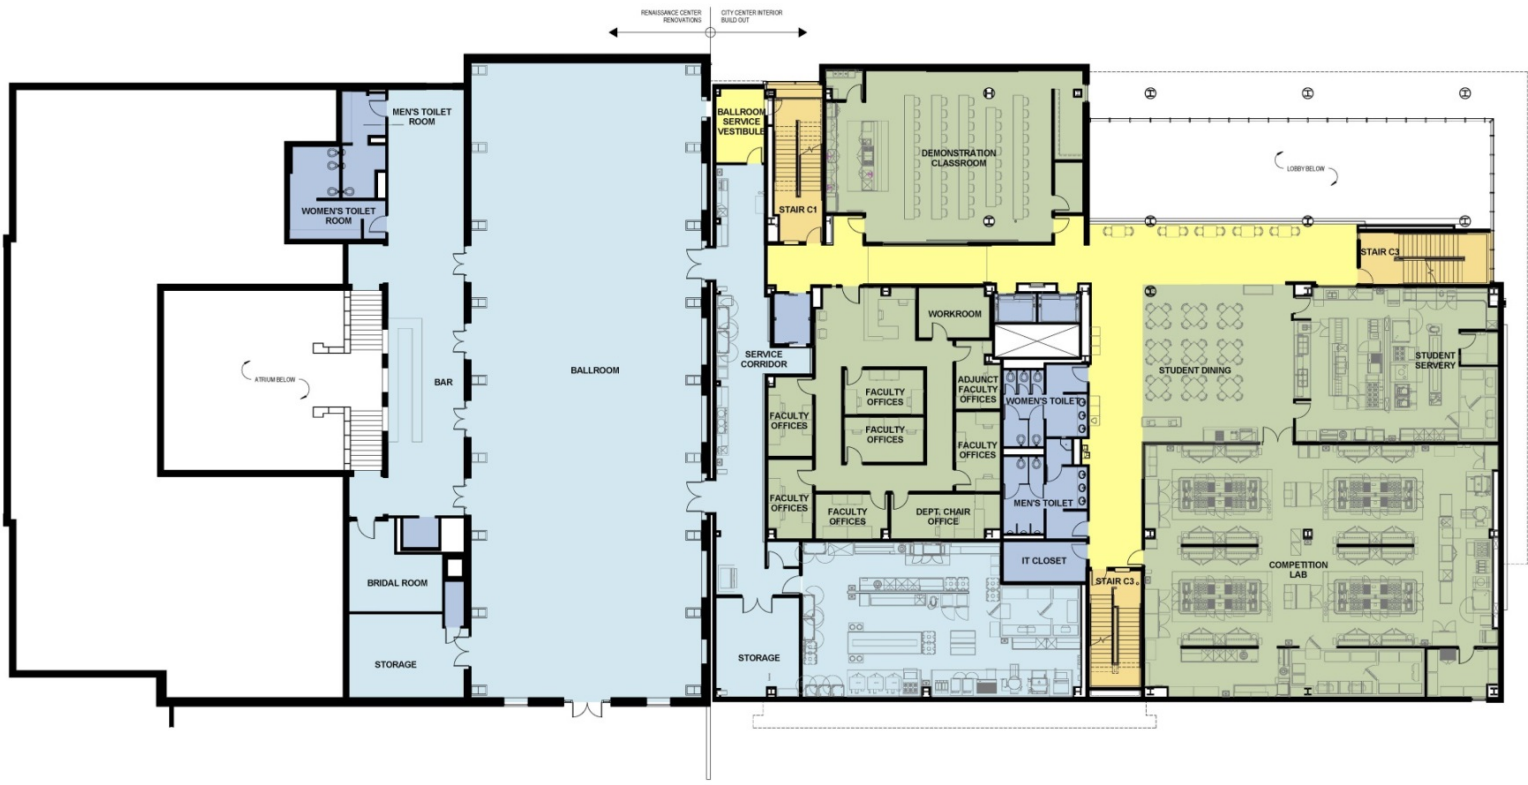 RENAISSANCE CENTER
RENOVATIONS
CITY CENTER INTERIOR
BUILD OUT
MEN'S TOILET
ROOM
WOMEN'S TOILET
ROOM
ATRIUM BELOW
BAR
BRIDAL ROOM
STORAGE
BALLROOM
BALLROOM
SERVICE
VESTIBULE
STAIR C1
DEMONSTRATION
CLASSROOM
LOBBY BELOW
STAIR C3
SERVICE
CORRIDOR
WORKROOM
FACULTY
OFFICES
FACULTY
OFFICES
ADJUNCT
FACULTY
OFFICES
FACULTY
OFFICES
FACULTY
OFFICES
FACULTY
OFFICES
FACULTY
OFFICES
DEPT. CHAIR
OFFICE
WOMEN'S TOILET
MEN'S TOILET
IT CLOSET
STAIR C3
STUDENT DINING
STUDENT
SERVERY
COMPETITION
LAB
STORAGE